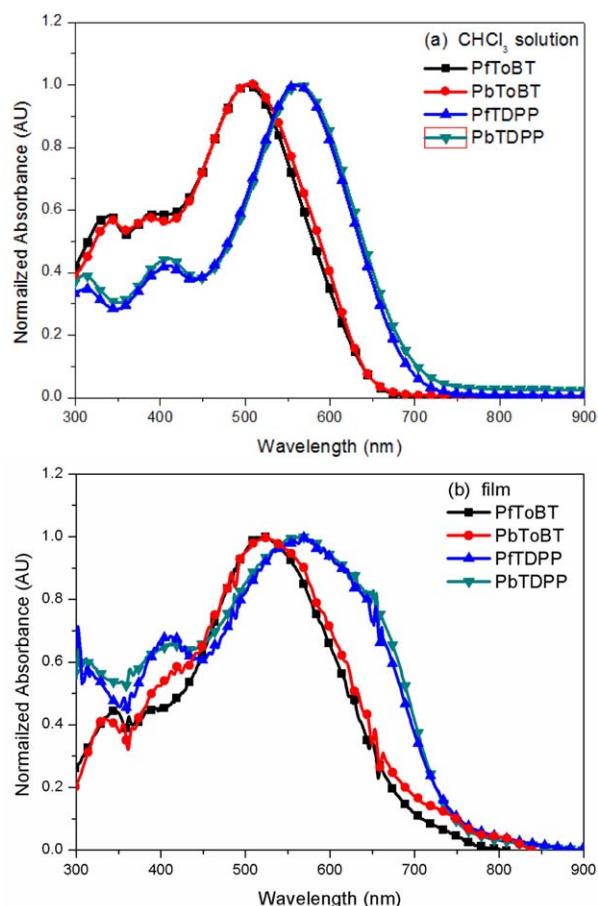 1.2
1.0
0.8
0.6
0.4
0.2
0.0
Normailzed Absorbance (AU)
(a) CHCl₃ solution
PfToBT
PbToBT
PfTDPP
PbTDPP
300 400 500 600 700 800 900
Wavelength (nm)
1.2
1.0
0.8
0.6
0.4
0.2
0.0
Normailzed Absorbance (AU)
(b) film
PfToBT
PbToBT
PfTDPP
PbTDPP
300 400 500 600 700 800 900
Wavelength (nm)